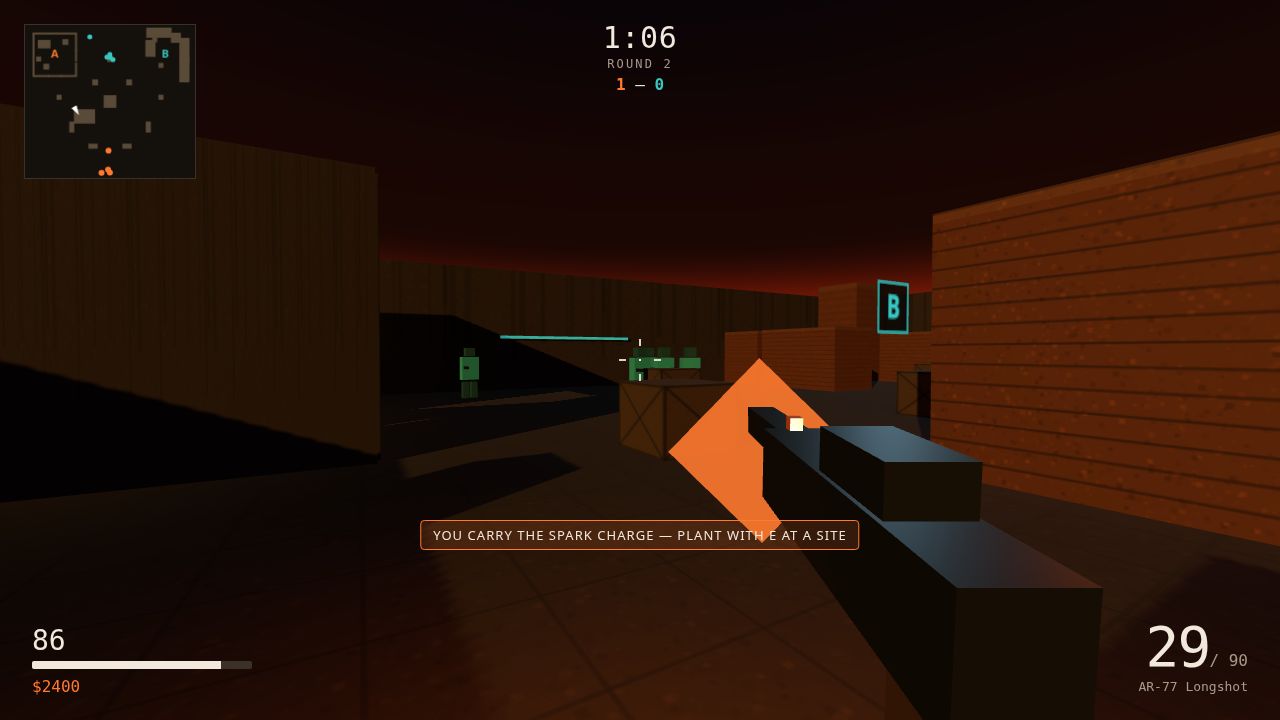 A
B
1:06
ROUND 2
1 — 0
B
YOU CARRY THE SPARK CHARGE — PLANT WITH E AT A SITE
86
$2400
29 / 90
AR-77 Longshot